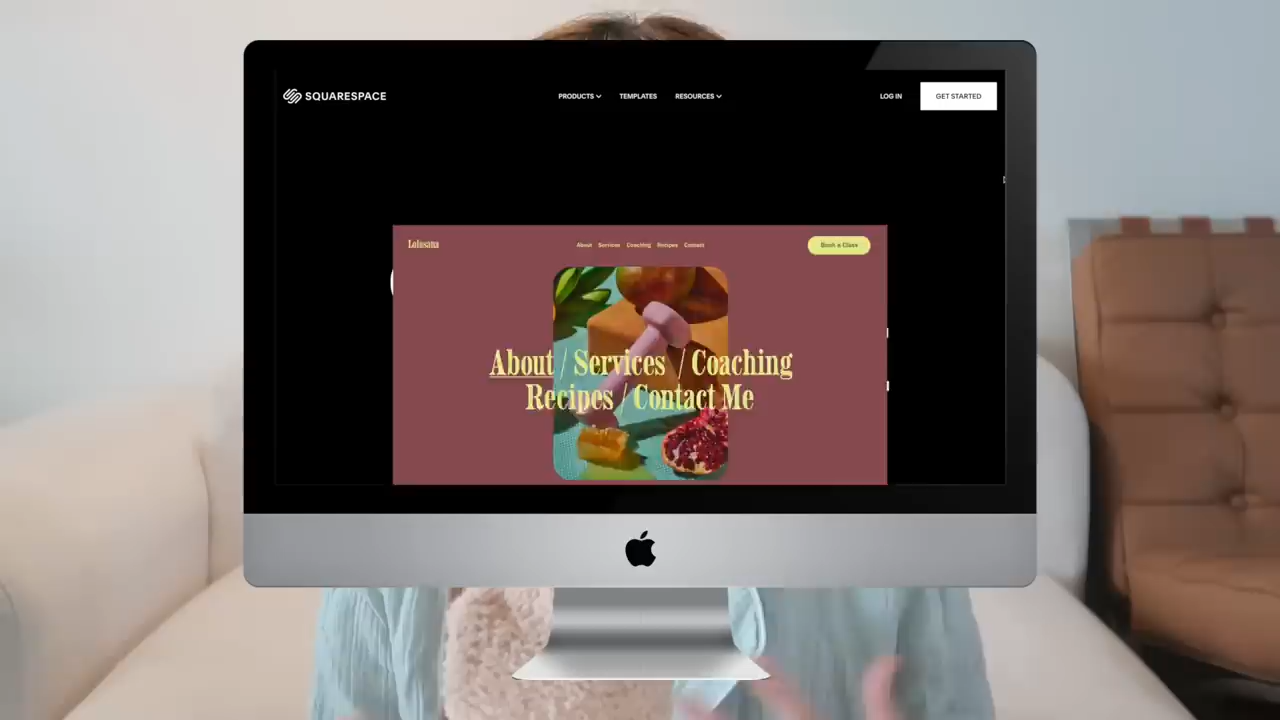 SQUARESPACE PRODUCTS TEMPLATES RESOURCES LOG IN GET STARTED
Lolusana About Services Coaching Recipes Contact Book a Class
About / Services / Coaching
Recipes / Contact Me